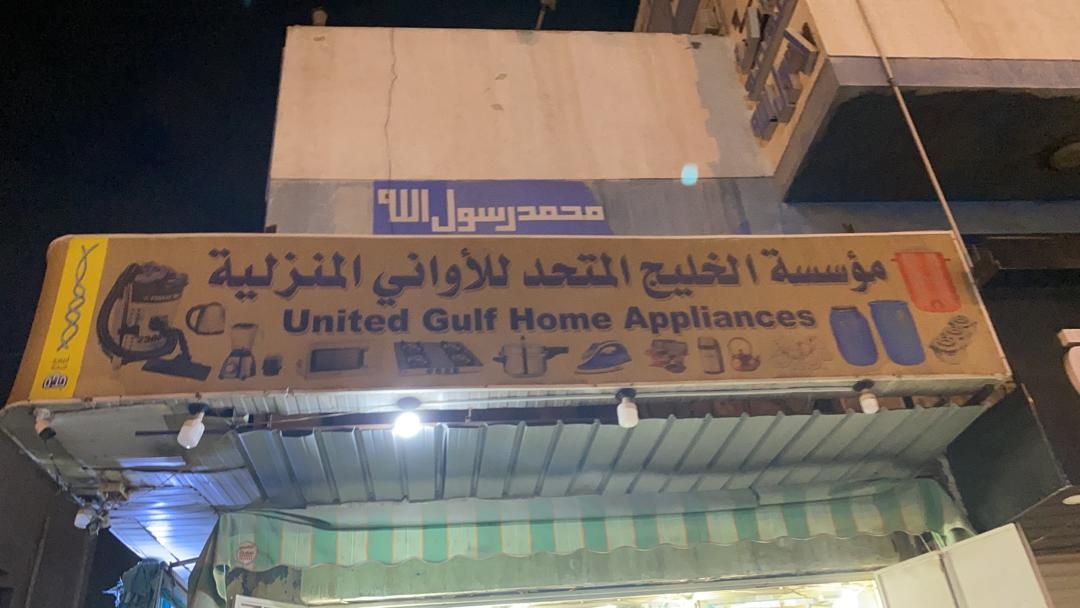 محمد رسول الله
مؤسسة الخليج المتحد للأواني المنزلية
United Gulf Home Appliances